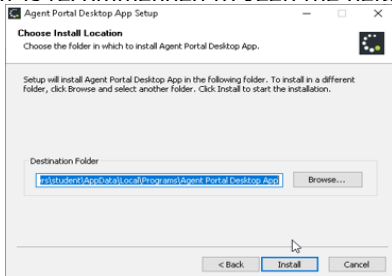 Agent Portal Desktop App Setup
Choose Install Location
Choose the folder in which to install Agent Portal Desktop App.
Setup will install Agent Portal Desktop App in the following folder. To install in a different
folder, click Browse and select another folder. Click Install to start the installation.
Destination Folder
rs\student\AppData\Local\Programs\Agent Portal Desktop App
Browse...
< Back
Install
Cancel